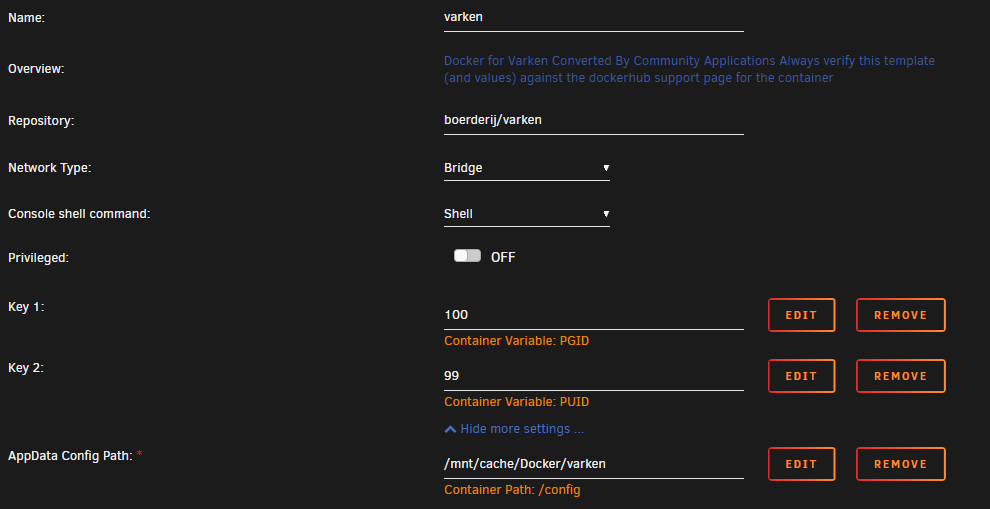 Name:
varken
Overview:
Docker for Varken Converted By Community Applications Always verify this template
(and values) against the dockerhub support page for the container
Repository:
boerderij/varken
Network Type:
Bridge
Console shell command:
Shell
Privileged:
OFF
Key 1:
100
EDIT
REMOVE
Container Variable: PGID
Key 2:
99
EDIT
REMOVE
Container Variable: PUID
Hide more settings ...
AppData Config Path: *
/mnt/cache/Docker/varken
EDIT
REMOVE
Container Path: /config